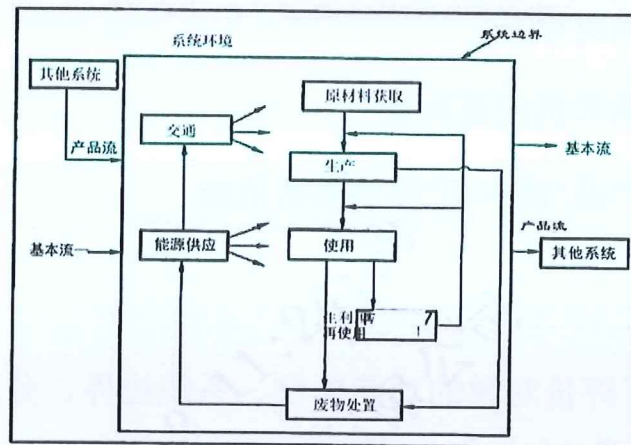 系统环境
系统边界
其他系统
原材料获取
交通
产品流
基本流
生产
产品流
基本流
能源供应
使用
其他系统
再使用
废物处置